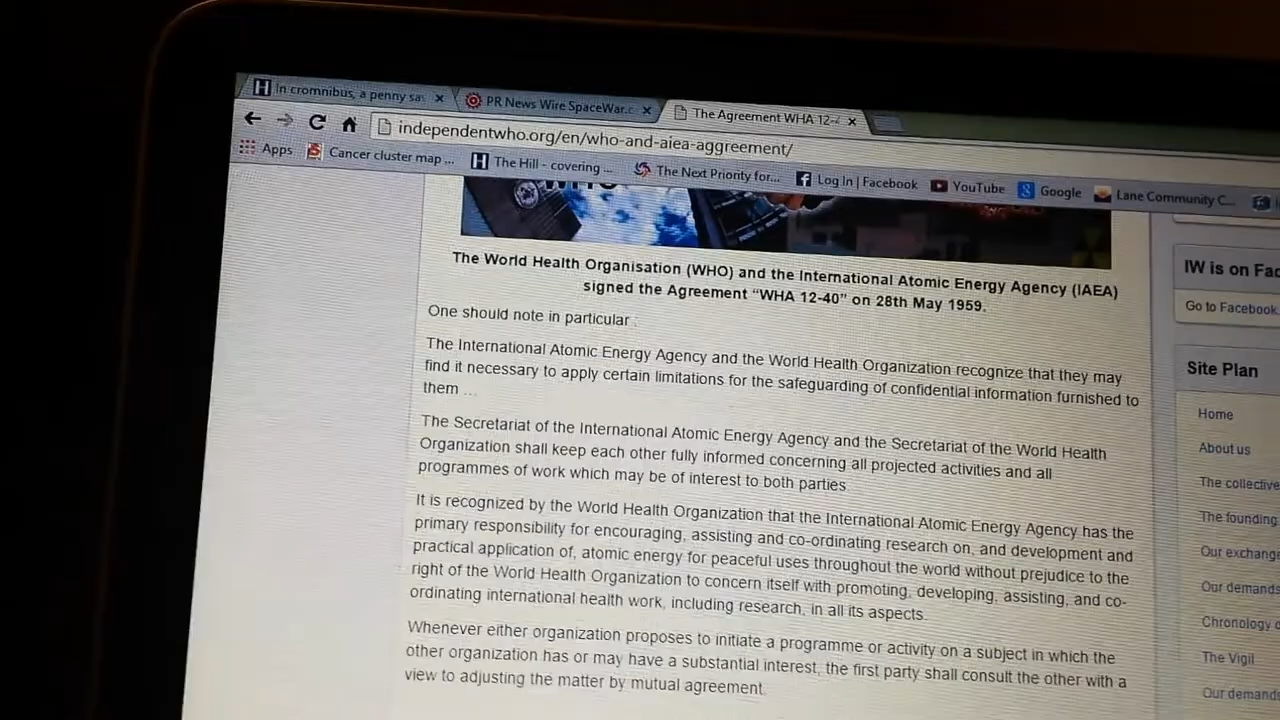 In cromnibus, a penny sa
PR News Wire SpaceWar.c
The Agreement WHA 12-4
independentwho.org/en/who-and-aiea-aggreement/
Apps
Cancer cluster map ...
The Hill - covering ...
The Next Priority for...
Log In | Facebook
YouTube
Google
Lane Community C...
The World Health Organisation (WHO) and the International Atomic Energy Agency (IAEA)
signed the Agreement "WHA 12-40" on 28th May 1959.
One should note in particular :
The International Atomic Energy Agency and the World Health Organization recognize that they may
find it necessary to apply certain limitations for the safeguarding of confidential information furnished to
them ...
The Secretariat of the International Atomic Energy Agency and the Secretariat of the World Health
Organization shall keep each other fully informed concerning all projected activities and all
programmes of work which may be of interest to both parties
It is recognized by the World Health Organization that the International Atomic Energy Agency has the
primary responsibility for encouraging, assisting and co-ordinating research on, and development and
practical application of, atomic energy for peaceful uses throughout the world without prejudice to the
right of the World Health Organization to concern itself with promoting, developing, assisting, and co-
ordinating international health work, including research, in all its aspects.
Whenever either organization proposes to initiate a programme or activity on a subject in which the
other organization has or may have a substantial interest, the first party shall consult the other with a
view to adjusting the matter by mutual agreement.
IW is on Fac
Go to Facebook
Site Plan
Home
About us
The collective
The founding
Our exchang
Our demands
Chronology o
The Vigil
Our demand